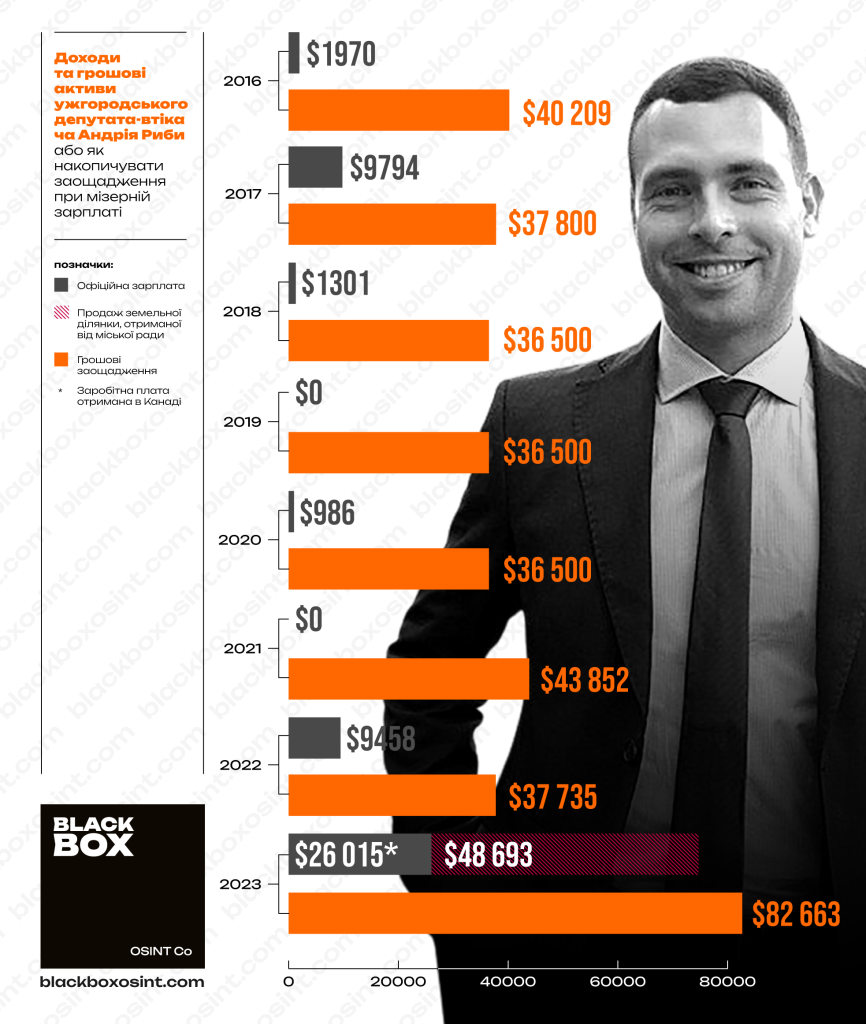 Доходи
та грошові
активи
ужгородського
депутата-втіка
ча Андрія Риби
або як
накопичувати
заощадження
при мізерній
зарплаті
позначки:
Офіційна зарплата
Продаж земельної
ділянки, отриманої
від міської ради
Грошові
заощадження
* Заробітна плата
отримана в Канаді
2016
$1970
$40 209
2017
$9794
$37 800
2018
$1301
$36 500
2019
$0
$36 500
2020
$986
$36 500
2021
$0
$43 852
2022
$9458
$37 735
2023
$26 015* $48 693
$82 663
0 20000 40000 60000 80000
BLACK
BOX
OSINT Co
blackboxosint.com